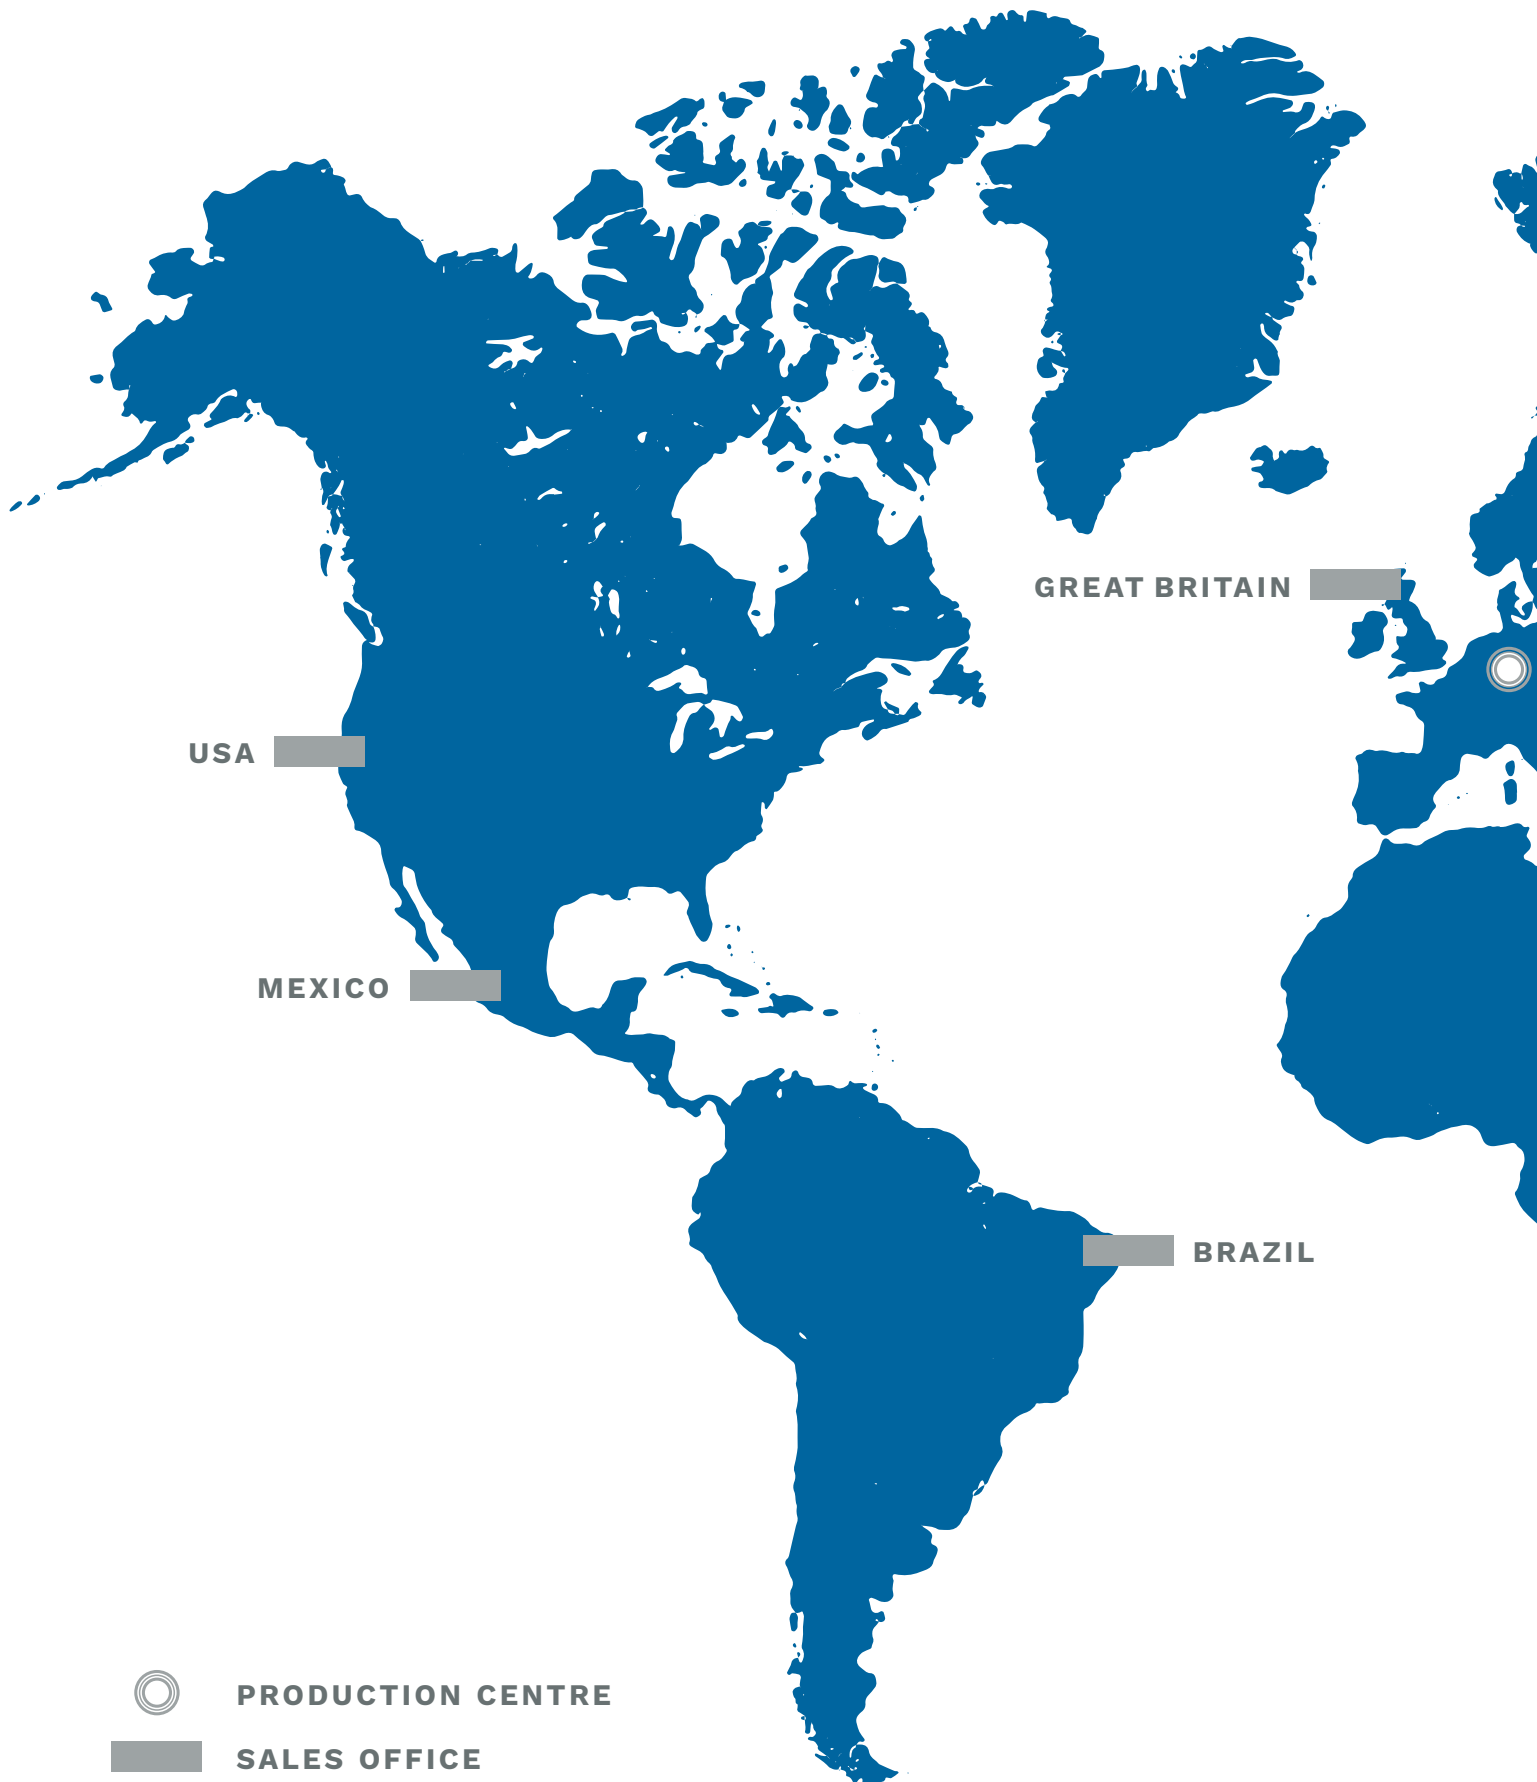 GREAT BRITAIN
USA
MEXICO
BRAZIL
PRODUCTION CENTRE
SALES OFFICE